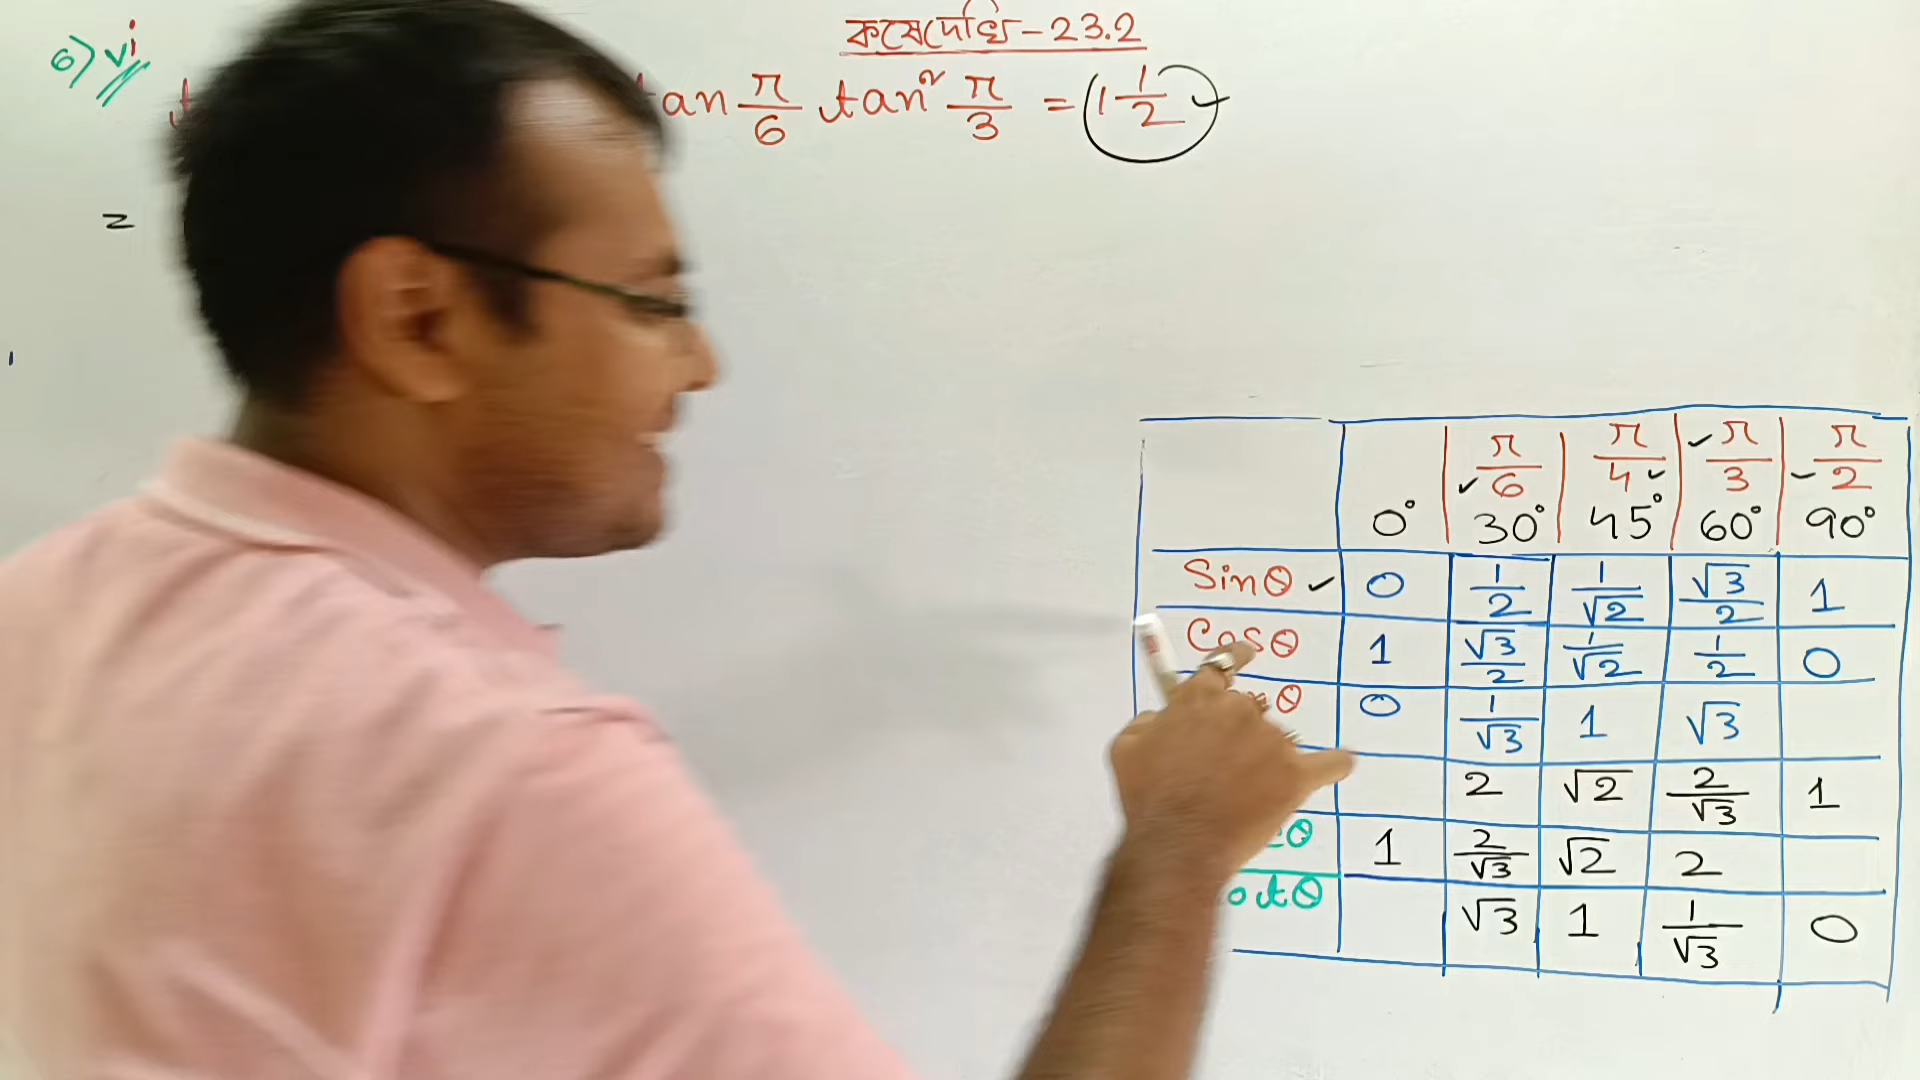 কষেদেখি-23.2
6) vi
tan π/6 tan² π/3 = 1 1/2
=
π/6 π/4 π/3 π/2
0° 30° 45° 60° 90°
Sinθ 0 1/2 1/√2 √3/2 1
Cosθ 1 √3/2 1/√2 1/2 0
θ 0 1/√3 1 √3
2 √2 2/√3 1
θ 1 2/√3 √2 2
otθ √3 1 1/√3 0